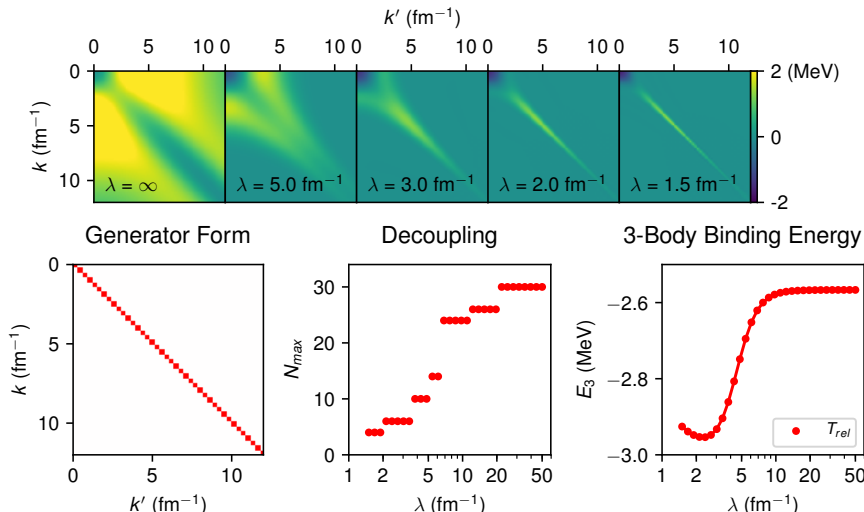 k′ (fm⁻¹)
0 5 10 0 5 10 0 5 10 0 5 10 0 5 10
k (fm⁻¹)
0
5
10
λ = ∞
λ = 5.0 fm⁻¹
λ = 3.0 fm⁻¹
λ = 2.0 fm⁻¹
λ = 1.5 fm⁻¹
2 (MeV)
0
-2
Generator Form
k (fm⁻¹)
0
5
10
0 5 10
k′ (fm⁻¹)
Decoupling
N_max
30
20
10
0
1 2 5 10 20 50
λ (fm⁻¹)
3-Body Binding Energy
E₃ (MeV)
−2.6
−2.8
−3.0
T_rel
1 2 5 10 20 50
λ (fm⁻¹)